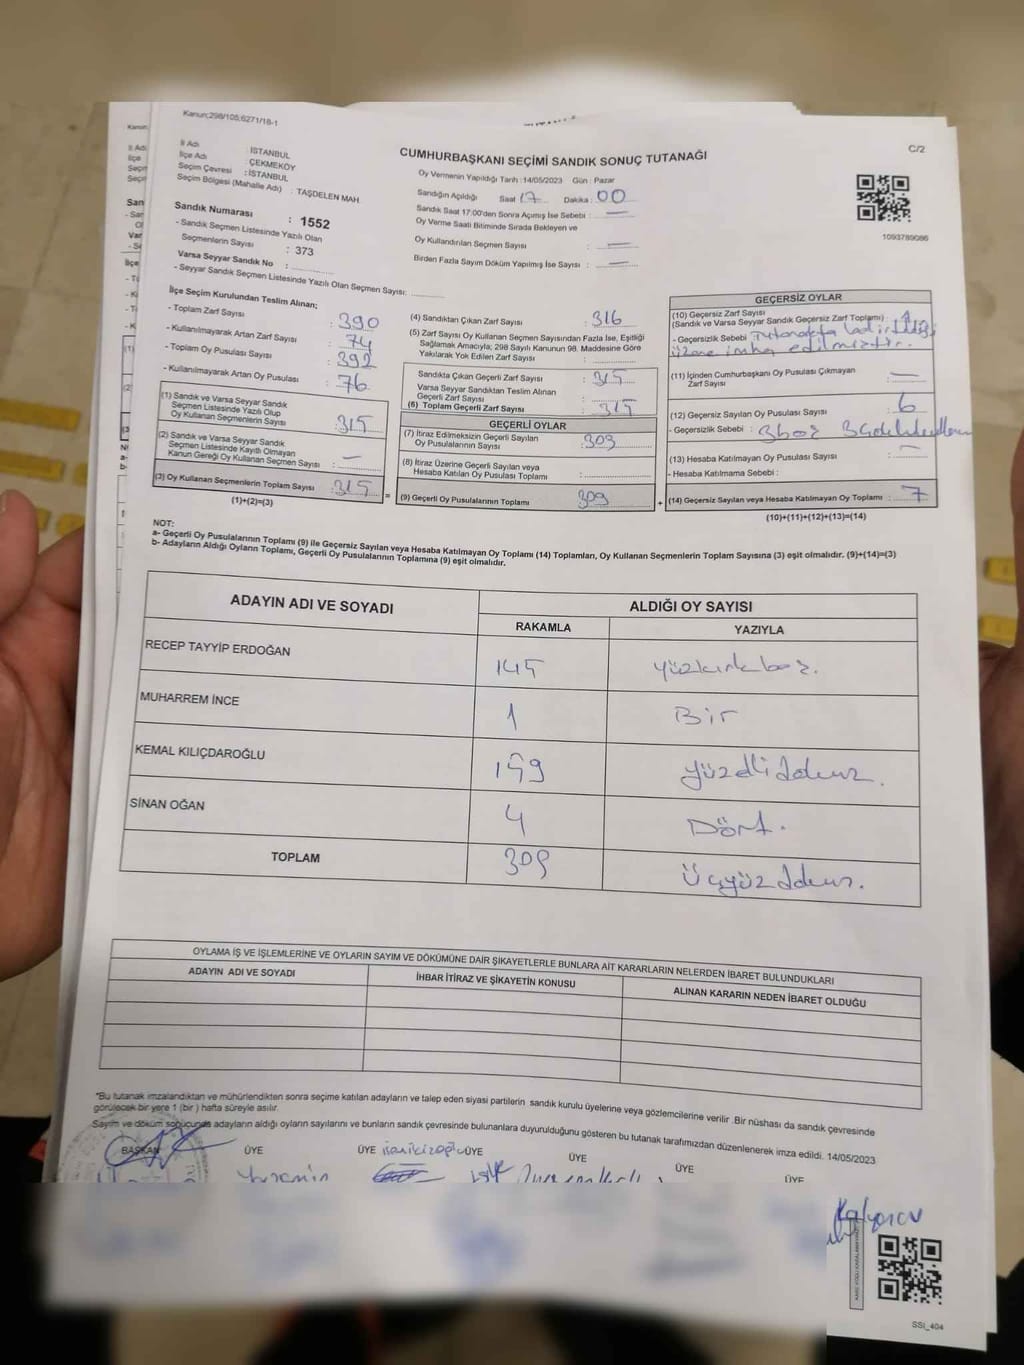 Kanun;298/105;6271/18-1
C/2
CUMHURBAŞKANI SEÇİMİ SANDIK SONUÇ TUTANAĞI
İl Adı : İSTANBUL
İlçe Adı : ÇEKMEKÖY
Seçim Çevresi : İSTANBUL
Seçim Bölgesi (Mahalle Adı) : TAŞDELEN MAH.
Sandık Numarası : 1552
- Sandık Seçmen Listesinde Yazılı Olan
Seçmenlerin Sayısı : 373
Varsa Seyyar Sandık No :
- Seyyar Sandık Seçmen Listesinde Yazılı Olan Seçmen Sayısı:
Oy Vermenin Yapıldığı Tarih :14/05/2023 Gün : Pazar
Sandığın Açıldığı Saat 17 Dakika : 00
Sandık Saat 17:00'den Sonra Açımış İse Sebebi : —
Oy Verme Saati Bitiminde Sırada Bekleyen ve
Oy Kullandırılan Seçmen Sayısı : —
Birden Fazla Sayım Döküm Yapılmış İse Sayısı : —
1093789086
İlçe Seçim Kurulundan Teslim Alınan;
- Toplam Zarf Sayısı : 390
- Kullanılmayarak Artan Zarf Sayısı : 74
- Toplam Oy Pusulası Sayısı : 392
- Kullanılmayarak Artan Oy Pusulası : 76
(1) Sandık ve Varsa Seyyar Sandık
Seçmen Listesinde Yazılı Olup
Oy Kullanan Seçmenlerin Sayısı : 315
(2) Sandık ve Varsa Seyyar Sandık
Seçmen Listesinde Kayıtlı Olmayan
Kanun Gereği Oy Kullanan Seçmen Sayısı : —
(3) Oy Kullanan Seçmenlerin Toplam Sayısı : 315
(1)+(2)=(3)
(4) Sandıktan Çıkan Zarf Sayısı : 316
(5) Zarf Sayısı Oy Kullanan Seçmen Sayısından Fazla İse, Eşitliği
Sağlamak Amacıyla; 298 Sayılı Kanunun 98. Maddesine Göre
Yakılarak Yok Edilen Zarf Sayısı :
Sandıkta Çıkan Geçerli Zarf Sayısı : 315
Varsa Seyyar Sandıktan Teslim Alınan
Geçerli Zarf Sayısı :
(6) Toplam Geçerli Zarf Sayısı : 315
GEÇERLİ OYLAR
(7) İtiraz Edilmeksizin Geçerli Sayılan
Oy Pusulalarının Sayısı : 309
(8) İtiraz Üzerine Geçerli Sayılan veya
Hesaba Katılan Oy Pusulası Toplamı :
= (9) Geçerli Oy Pusulalarının Toplamı 309 +
GEÇERSİZ OYLAR
(10) Geçersiz Zarf Sayısı
(Sandık ve Varsa Seyyar Sandık Geçersiz Zarf Toplamı) : 1
- Geçersizlik Sebebi : Tutanakta
üzere imha edilmiştir.
(11) İçinden Cumhurbaşkanı Oy Pusulası Çıkmayan
Zarf Sayısı : —
(12) Geçersiz Sayılan Oy Pusulası Sayısı : 6
- Geçersizlik Sebebi : 3 boş 3
(13) Hesaba Katılmayan Oy Pusulası Sayısı : —
- Hesaba Katılmama Sebebi :
(14) Geçersiz Sayılan veya Hesaba Katılmayan Oy Toplamı : 7
(10)+(11)+(12)+(13)=(14)
NOT:
a- Geçerli Oy Pusulalarının Toplamı (9) ile Geçersiz Sayılan veya Hesaba Katılmayan Oy Toplamı (14) Toplamları, Oy Kullanan Seçmenlerin Toplam Sayısına (3) eşit olmalıdır. (9)+(14)=(3)
b- Adayların Aldığı Oyların Toplamı, Geçerli Oy Pusulalarının Toplamına (9) eşit olmalıdır.
ADAYIN ADI VE SOYADI
ALDIĞI OY SAYISI
RAKAMLA YAZIYLA
RECEP TAYYİP ERDOĞAN 145 yüzkırkbeş.
MUHARREM İNCE 1 Bir
KEMAL KILIÇDAROĞLU 159 yüzellidokuz.
SİNAN OĞAN 4 Dört.
TOPLAM 309 Üçyüzdokuz.
OYLAMA İŞ VE İŞLEMLERİNE VE OYLARIN SAYIM VE DÖKÜMÜNE DAİR ŞİKAYETLERLE BUNLARA AİT KARARLARIN NELERDEN İBARET BULUNDUKLARI
ADAYIN ADI VE SOYADI
İHBAR İTİRAZ VE ŞİKAYETİN KONUSU
ALINAN KARARIN NEDEN İBARET OLDUĞU
*Bu tutanak imzalandıktan ve mühürlendikten sonra seçime katılan adayların ve talep eden siyasi partilerin sandık kurulu üyelerine veya gözlemcilerine verilir .Bir nüshası da sandık çevresinde
görülecek bir yere 1 (bir ) hafta süreyle asılır.
Sayım ve döküm sonucunda adayların aldığı oyların sayılarını ve bunların sandık çevresinde bulunanlara duyurulduğunu gösteren bu tutanak tarafımızdan düzenlenerek imza edildi. 14/05/2023
BAŞKAN ÜYE ÜYE ÜYE ÜYE ÜYE ÜYE
SSI_404